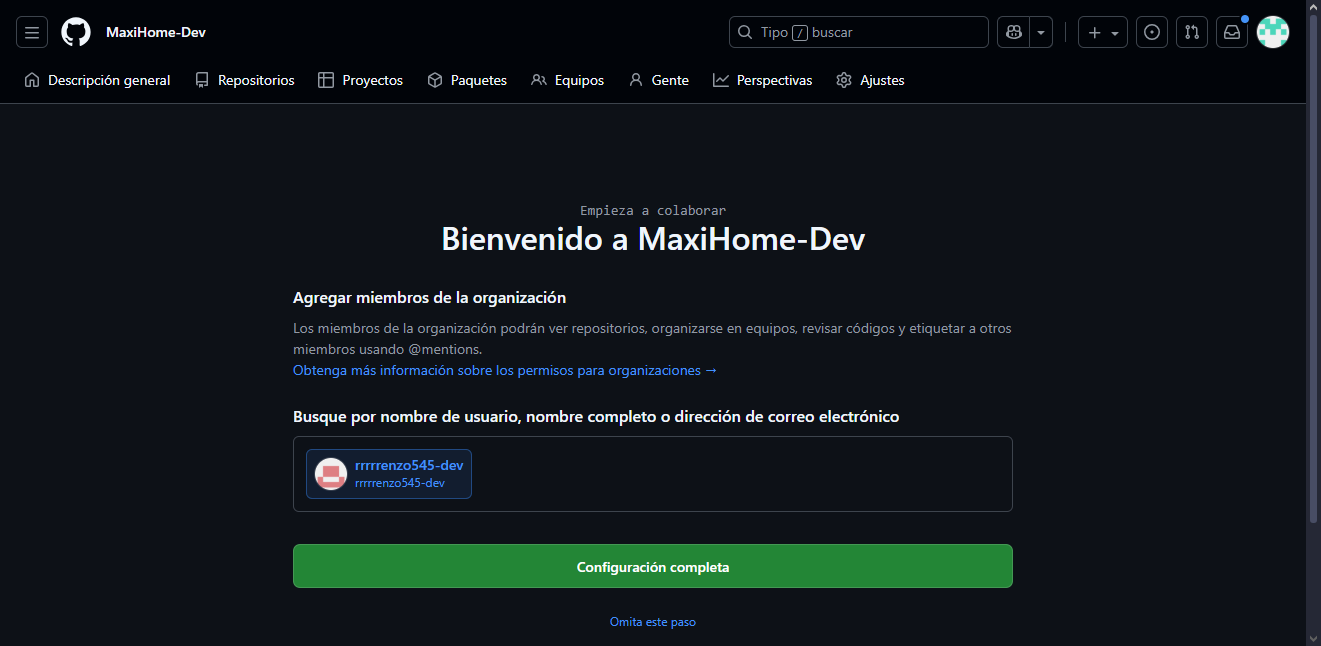 MaxiHome-Dev
Tipo / buscar
Descripción general Repositorios Proyectos Paquetes Equipos Gente Perspectivas Ajustes
Empieza a colaborar
Bienvenido a MaxiHome-Dev
Agregar miembros de la organización
Los miembros de la organización podrán ver repositorios, organizarse en equipos, revisar códigos y etiquetar a otros
miembros usando @mentions.
Obtenga más información sobre los permisos para organizaciones →
Busque por nombre de usuario, nombre completo o dirección de correo electrónico
rrrrrenzo545-dev
rrrrrenzo545-dev
Configuración completa
Omita este paso